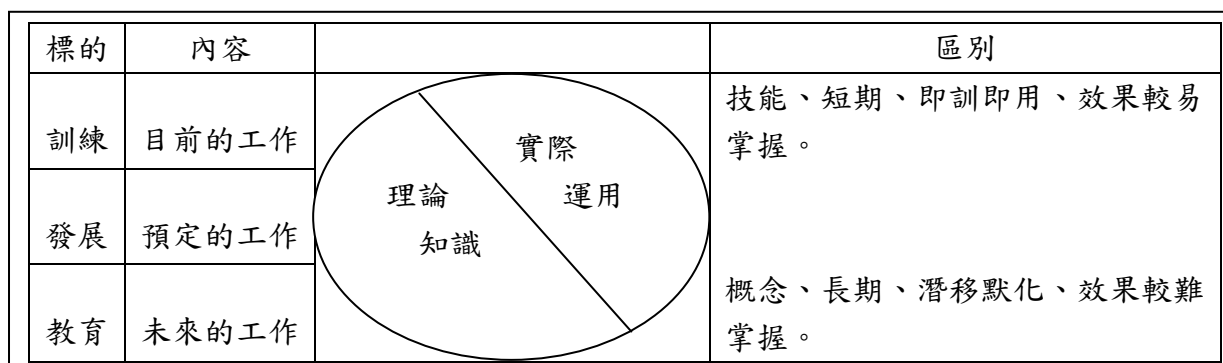 標的 內容 區別
訓練 目前的工作
發展 預定的工作
教育 未來的工作
理論
知識
實際
運用
技能、短期、即訓即用、效果較易
掌握。
概念、長期、潛移默化、效果較難
掌握。